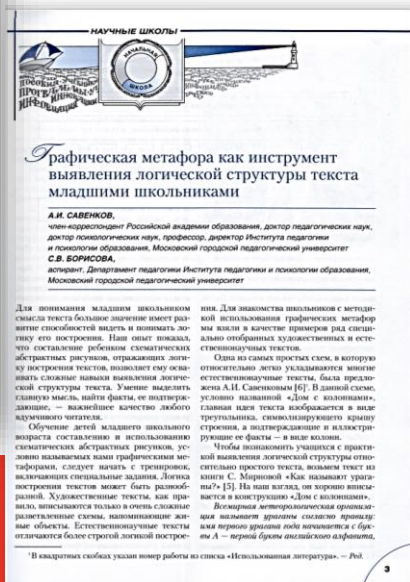 НАУЧНЫЕ ШКОЛЫ
НАЧАЛЬНАЯ
ШКОЛА
Графическая метафора как инструмент
выявления логической структуры текста
младшими школьниками
А.И. САВЕНКОВ,
член-корреспондент Российской академии образования, доктор педагогических наук,
доктор психологических наук, профессор, директор Института педагогики
и психологии образования, Московский городской педагогический университет
С.В. БОРИСОВА,
аспирант, Департамент педагогики Института педагогики и психологии образования,
Московский городской педагогический университет
Для понимания младшим школьником
смысла текста большое значение имеет раз-
витие способностей видеть и понимать ло-
гику его построения. Наш опыт показал,
что составление ребенком схематических
абстрактных рисунков, отражающих логи-
ку построения текстов, позволяет ему осва-
ивать сложные навыки выявления логиче-
ской структуры текста. Умение выделить
главную мысль, найти факты, ее подтверж-
дающие, — важнейшее качество любого
вдумчивого читателя.
Обучение детей младшего школьного
возраста составлению и использованию
схематических абстрактных рисунков, ус-
ловно называемых нами графическими ме-
тафорами, следует начать с тренировок,
включающих специальные задания. Логика
построения текстов может быть разнооб-
разной. Художественные тексты, как пра-
вило, вписываются только в очень сложные
разветвленные схемы, напоминающие жи-
вые объекты. Естественнонаучные тексты
отличаются более строгой логикой построе-
ния. Для знакомства школьников с методи-
кой использования графических метафор
мы взяли в качестве примеров ряд специ-
ально отобранных художественных и есте-
ственнонаучных текстов.
Одна из самых простых схем, в которую
относительно легко укладываются многие
естественнонаучные тексты, была предло-
жена А.И. Савенковым [6]¹. В данной схеме,
условно названной «Дом с колоннами»,
главная идея текста изображается в виде
треугольника, символизирующего крышу
строения, а подтверждающие и иллюстри-
рующие ее факты — в виде колонн.
Чтобы познакомить учащихся с практи-
кой выявления логической структуры отно-
сительно простого текста, возьмем текст из
книги С. Мирновой «Как называют урага-
ны?» [5]. На наш взгляд, он хорошо вписы-
вается в конструкцию «Дом с колоннами».
Всемирная метеорологическая организа-
ция называет ураганы согласно правилу:
имя первого урагана года начинается с бук-
вы А — первой буквы английского алфавита,
¹ В квадратных скобках указан номер работы из списка «Использованная литература». — Ред.
3